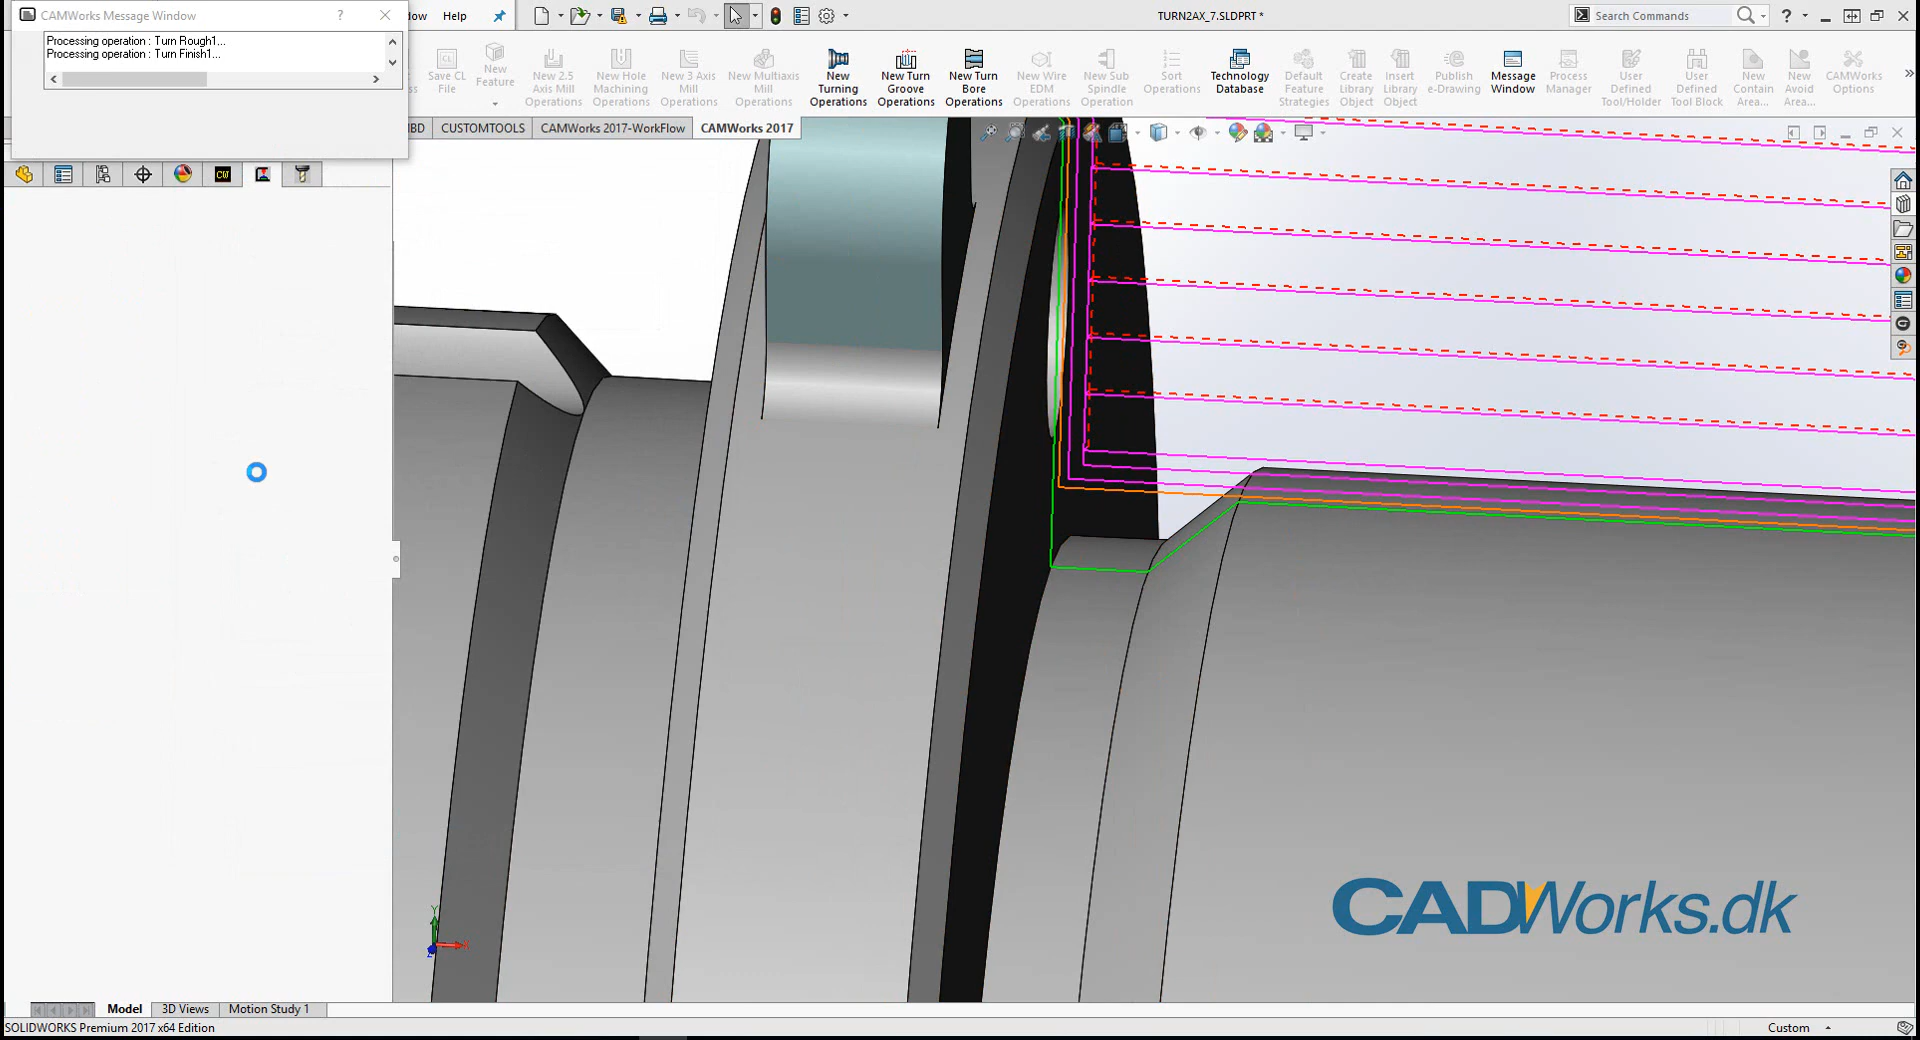 CAMWorks Message Window
Processing operation : Turn Rough1...
Processing operation : Turn Finish1...
Help
TURN2AX_7.SLDPRT *
Search Commands
Save CL File
New Feature
New 2.5 Axis Mill Operations
New Hole Machining Operations
New 3 Axis Mill Operations
New Multiaxis Mill Operations
New Turning Operations
New Turn Groove Operations
New Turn Bore Operations
New Wire EDM Operations
New Sub Spindle Operation
Sort Operations
Technology Database
Default Feature Strategies
Create Library Object
Insert Library Object
Publish e-Drawing
Message Window
Process Manager
User Defined Tool/Holder
User Defined Tool Block
New Contain Area...
New Avoid Area...
CAMWorks Options
CUSTOMTOOLS
CAMWorks 2017-WorkFlow
CAMWorks 2017
CW
CADWorks.dk
Y
X
Z
Model
3D Views
Motion Study 1
SOLIDWORKS Premium 2017 x64 Edition
Custom